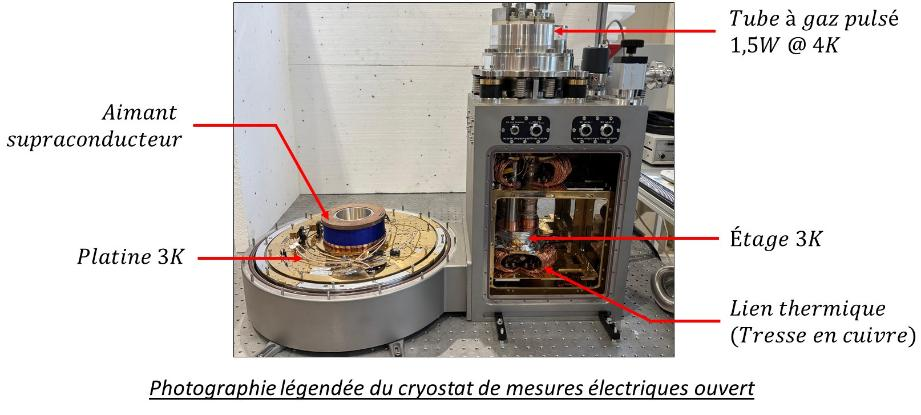 Tube à gaz pulsé
1,5W @ 4K
Aimant
supraconducteur
Platine 3K
Étage 3K
Lien thermique
(Tresse en cuivre)
Photographie légendée du cryostat de mesures électriques ouvert